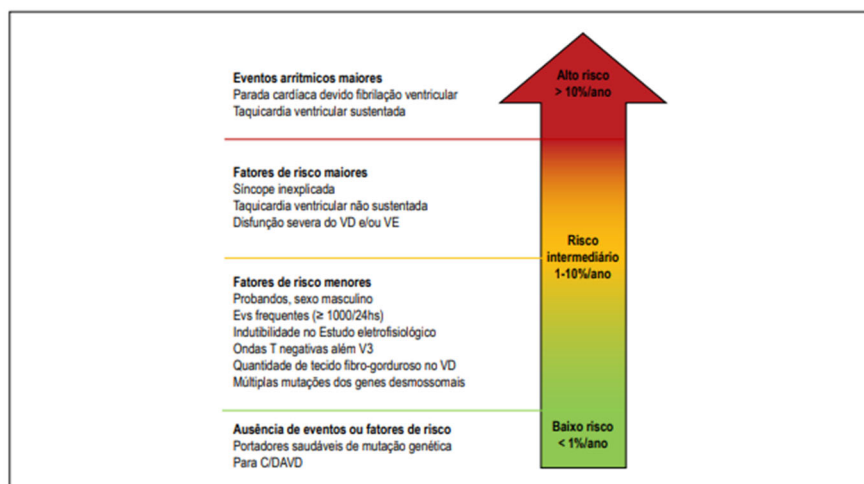 Eventos arrítmicos maiores
Parada cardíaca devido fibrilação ventricular
Taquicardia ventricular sustentada
Alto risco
> 10%/ano
Fatores de risco maiores
Síncope inexplicada
Taquicardia ventricular não sustentada
Disfunção severa do VD e/ou VE
Risco
intermediário
1-10%/ano
Fatores de risco menores
Probandos, sexo masculino
Evs frequentes (≥ 1000/24hs)
Indutibilidade no Estudo eletrofisiológico
Ondas T negativas além V3
Quantidade de tecido fibro-gorduroso no VD
Múltiplas mutações dos genes desmossomais
Ausência de eventos ou fatores de risco
Portadores saudáveis de mutação genética
Para C/DAVD
Baixo risco
< 1%/ano